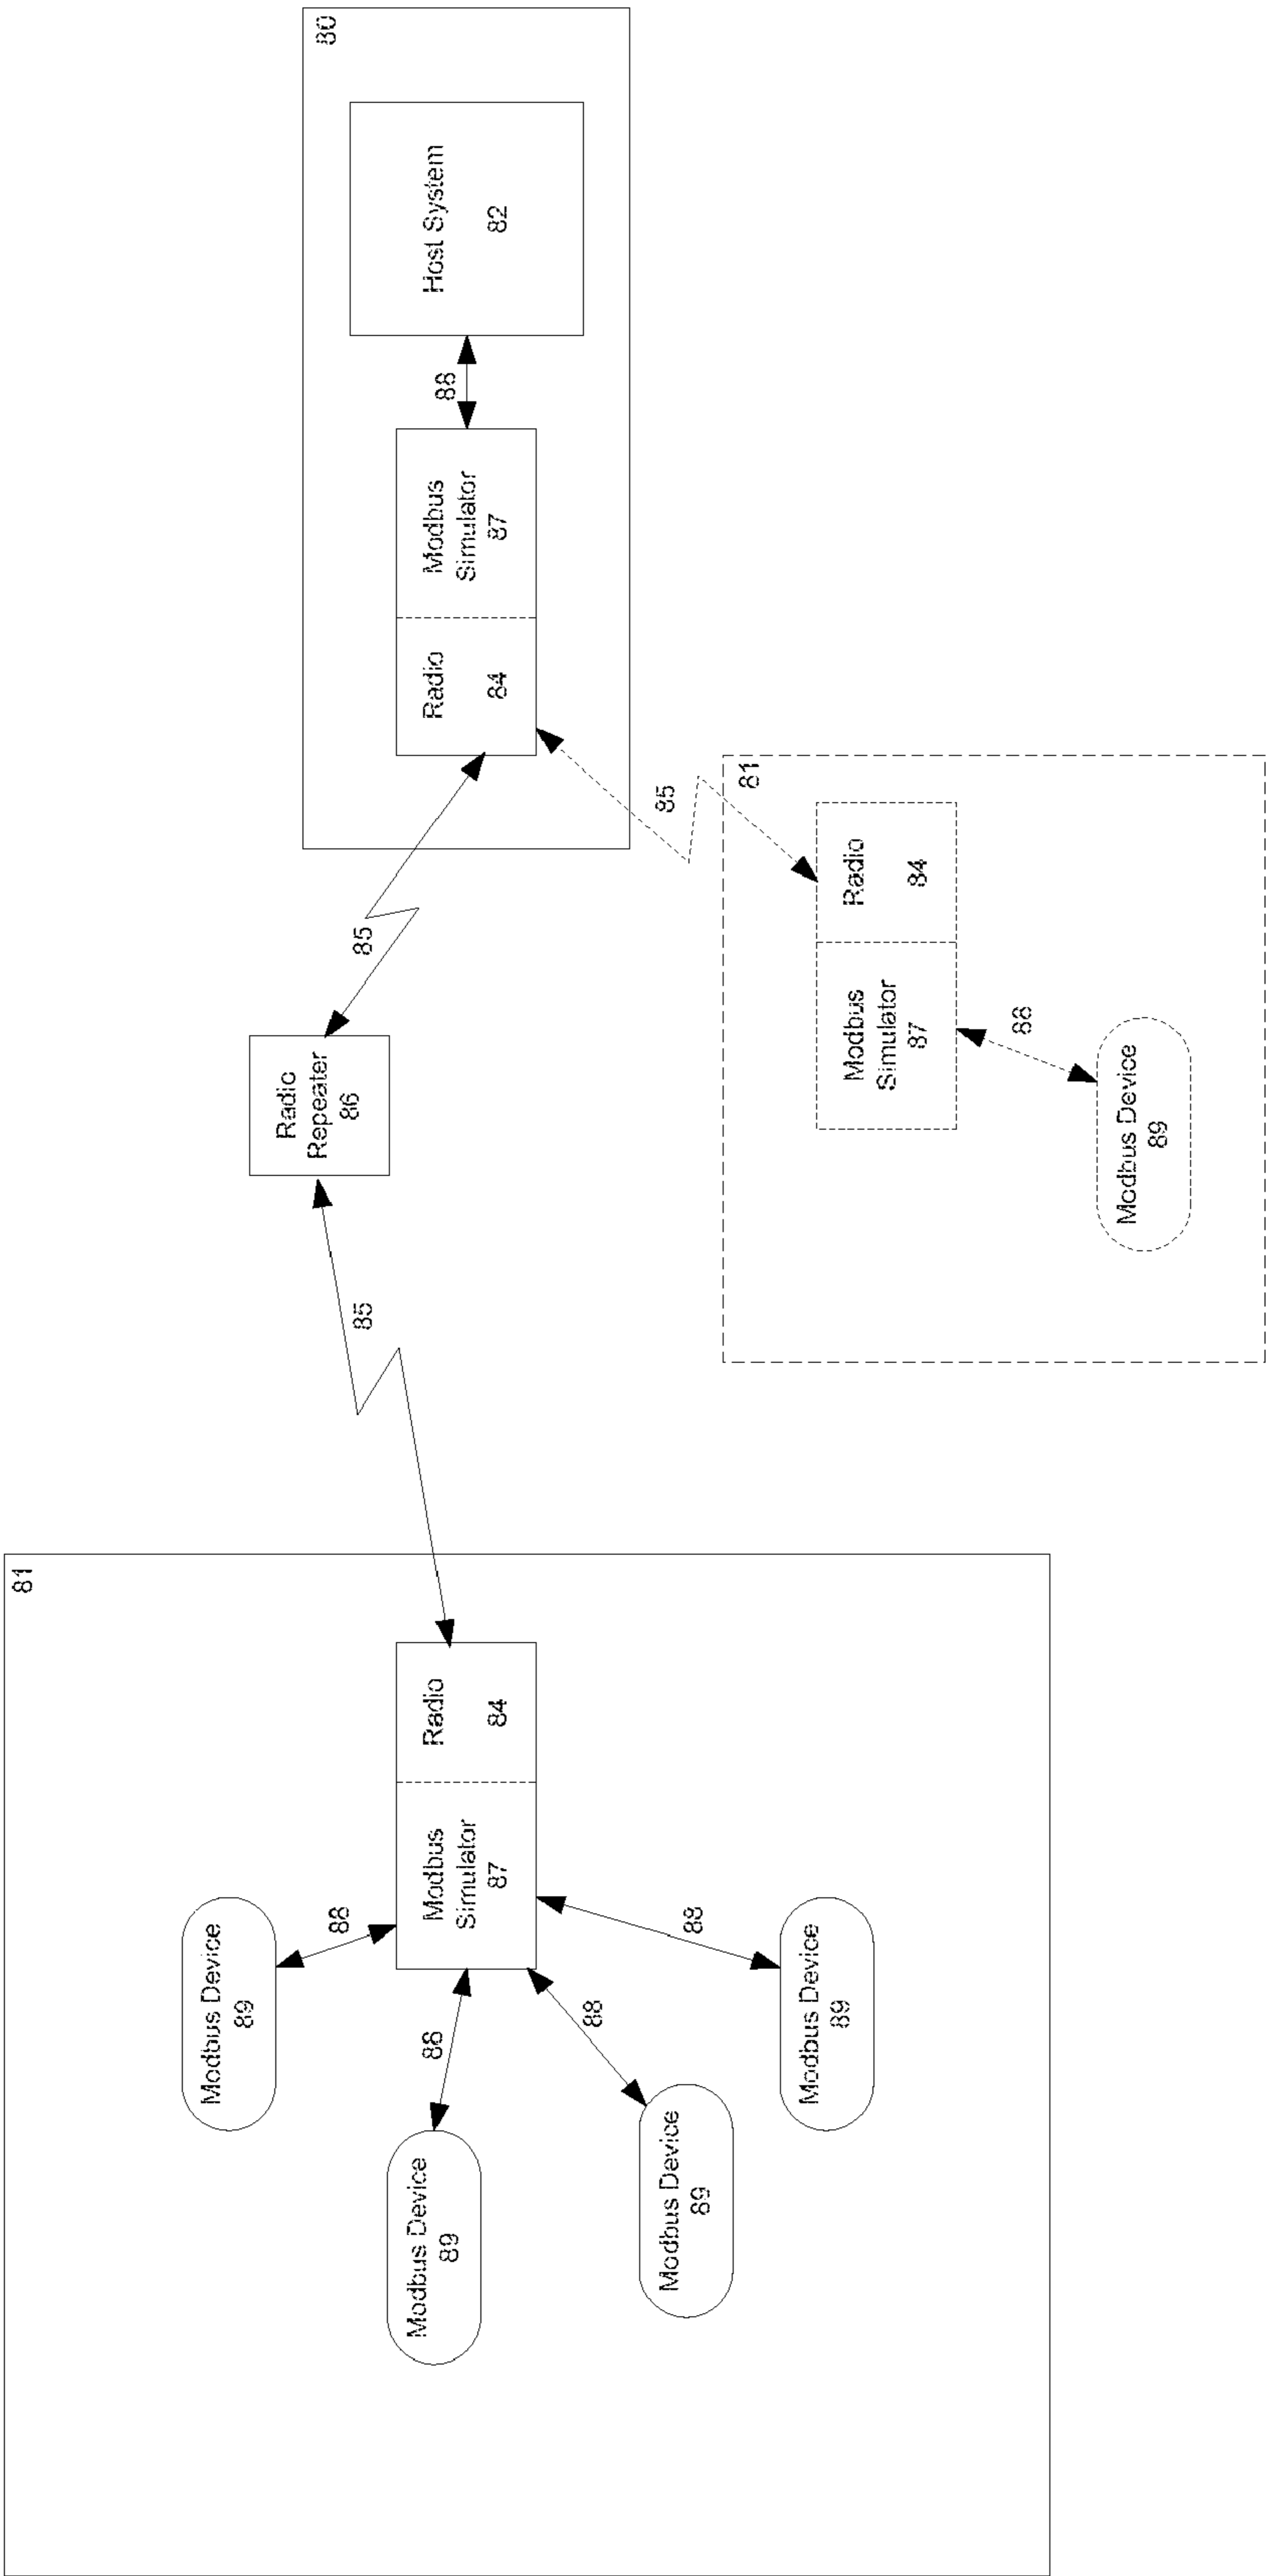 81
Modbus Device
89
88
Modbus Device
89
88
Modbus
Simulator
87
Radio
84
Modbus Device
89
88
Modbus Device
89
88
85
Radio
Repeater
86
85
80
Radio
84
Modbus
Simulator
87
88
Host System
82
85
81
Modbus
Simulator
87
Radio
84
88
Modbus Device
89